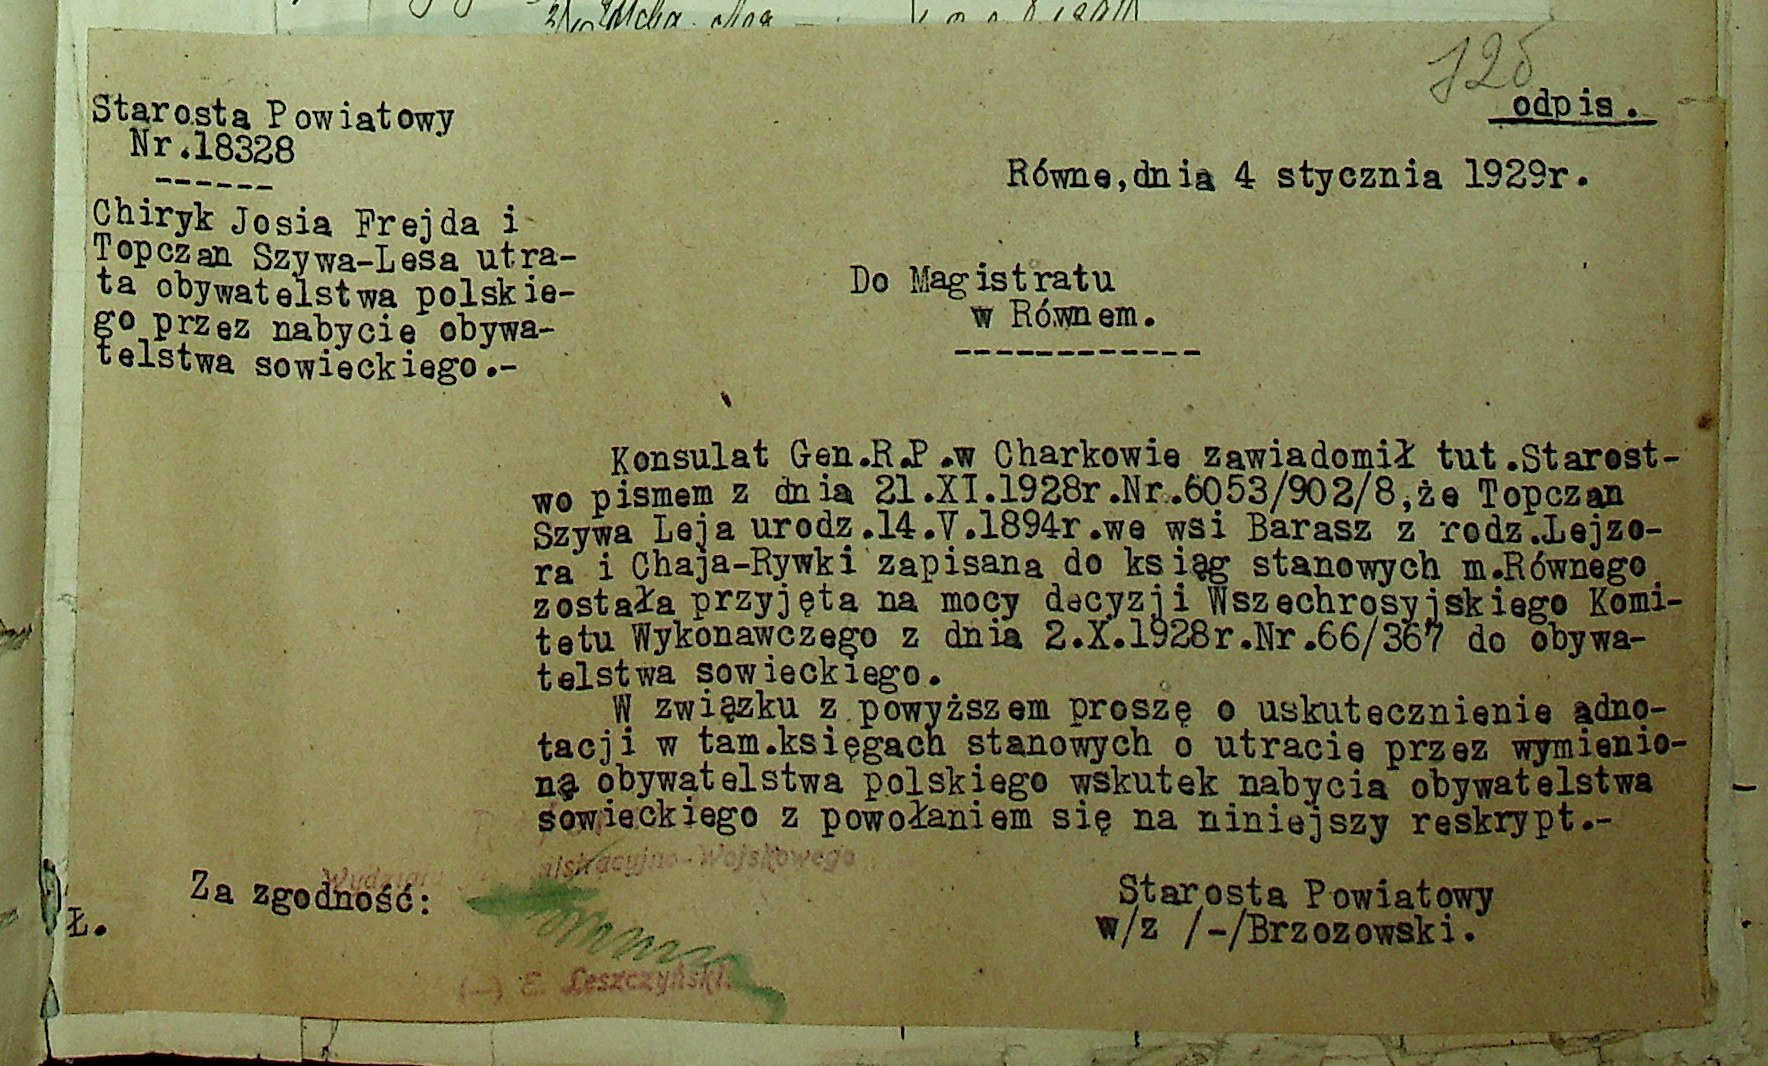 odpis.
Starosta Powiatowy
Nr.18328
------
Równe,dnia 4 stycznia 1929r.
Chiryk Josia Frejda i
Topczan Szywa-Lesa utra-
ta obywatelstwa polskie-
go przez nabycie obywa-
telstwa sowieckiego.-
Do Magistratu
w Równem.
------------
Konsulat Gen.R.P.w Charkowie zawiadomił tut.Starost-
wo pismem z dnia 21.XI.1928r.Nr.6053/902/8,że Topczan
Szywa Leja urodz.14.V.1894r.we wsi Barasz z rodz.Lejzo-
ra i Chaja-Rywki zapisana do ksiąg stanowych m.Równego
została przyjęta na mocy decyzji Wszechrosyjskiego Komi-
tetu Wykonawczego z dnia 2.X.1928r.Nr.66/367 do obywa-
telstwa sowieckiego.
W związku z powyższem proszę o uskutecznienie adno-
tacji w tam.księgach stanowych o utracie przez wymienio-
ną obywatelstwa polskiego wskutek nabycia obywatelstwa
sowieckiego z powołaniem się na niniejszy reskrypt.-
Wojskowego
Za zgodność:
Ł.
Starosta Powiatowy
w/z /-/Brzozowski.
(—) E. Leszczyński.